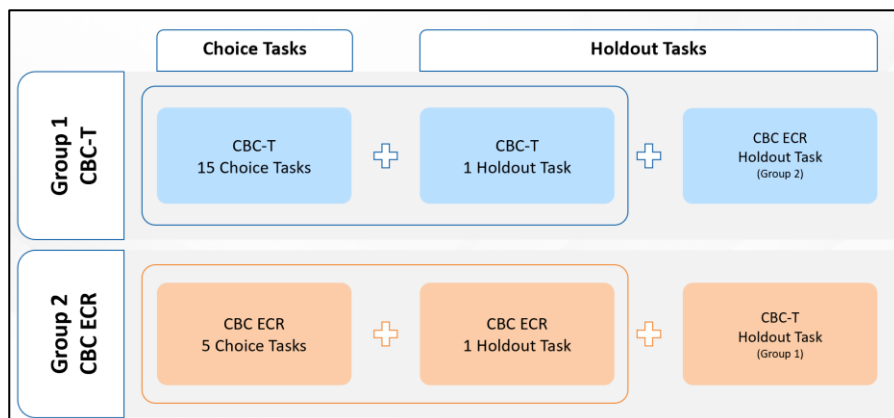 Choice Tasks
Holdout Tasks
Group 1
CBC-T
CBC-T
15 Choice Tasks
CBC-T
1 Holdout Task
CBC ECR
Holdout Task
(Group 2)
Group 2
CBC ECR
CBC ECR
5 Choice Tasks
CBC ECR
1 Holdout Task
CBC-T
Holdout Task
(Group 1)